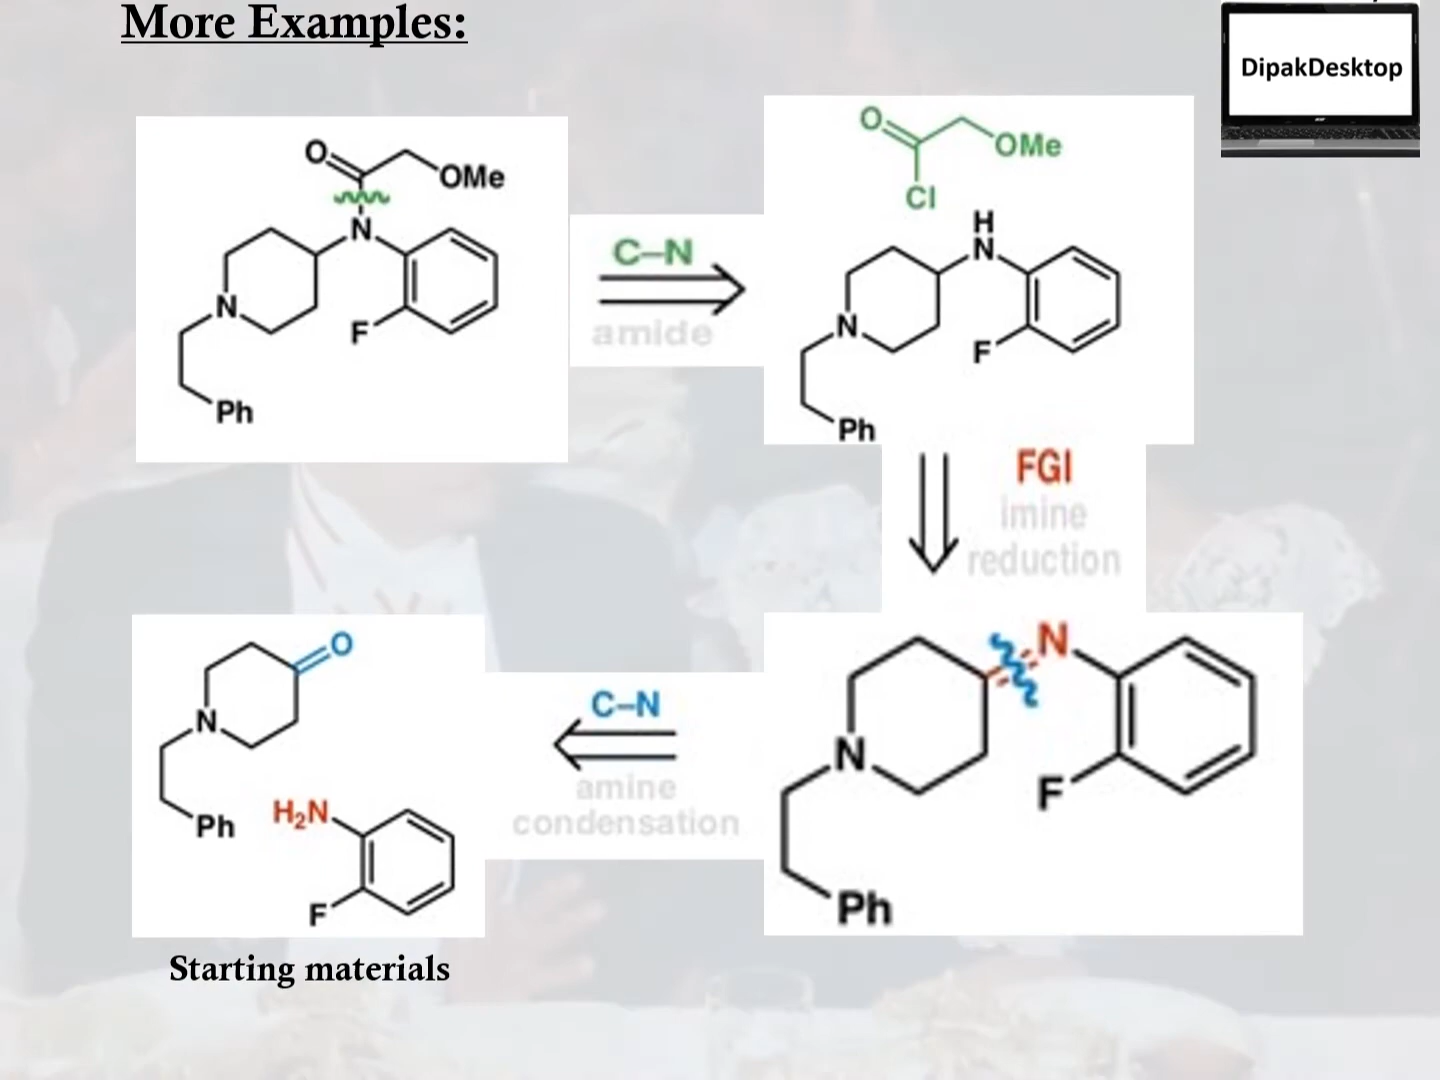 More Examples:
DipakDesktop
O
OMe
N
N
F
Ph
C–N
amide
O
OMe
Cl
H
N
N
F
Ph
FGI
imine
reduction
N
N
F
Ph
C–N
amine
condensation
O
N
Ph
H₂N
F
Starting materials